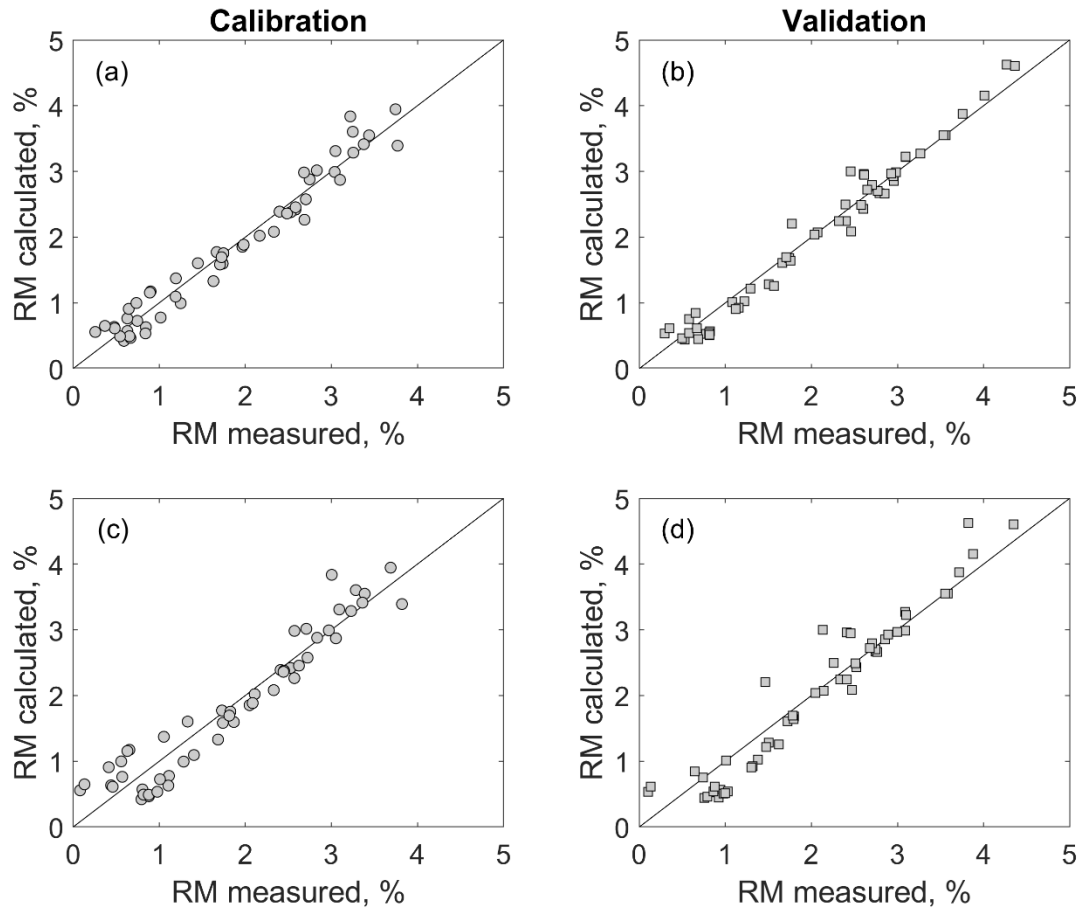 Calibration
Validation
(a)
RM calculated, %
5
4
3
2
1
0
0 1 2 3 4 5
RM measured, %
(b)
RM calculated, %
5
4
3
2
1
0
0 1 2 3 4 5
RM measured, %
(c)
RM calculated, %
5
4
3
2
1
0
0 1 2 3 4 5
RM measured, %
(d)
RM calculated, %
5
4
3
2
1
0
0 1 2 3 4 5
RM measured, %